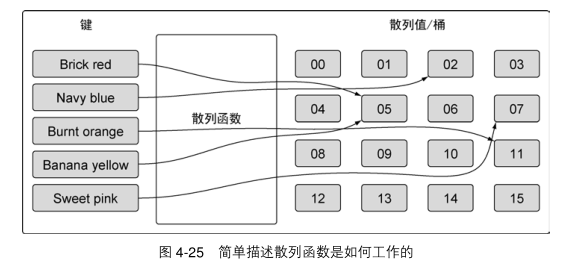 键
散列值/桶
Brick red
Navy blue
Burnt orange
Banana yellow
Sweet pink
散列函数
00 01 02 03
04 05 06 07
08 09 10 11
12 13 14 15
图 4-25 简单描述散列函数是如何工作的